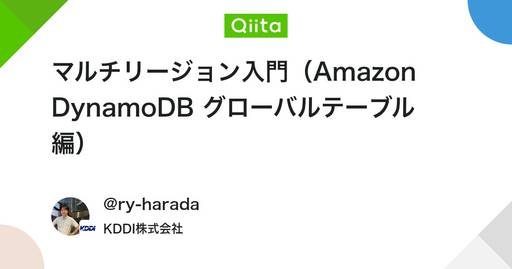 Qiita
マルチリージョン入門（Amazon
DynamoDB グローバルテーブル
編）
@ry-harada
KDDI
KDDI株式会社